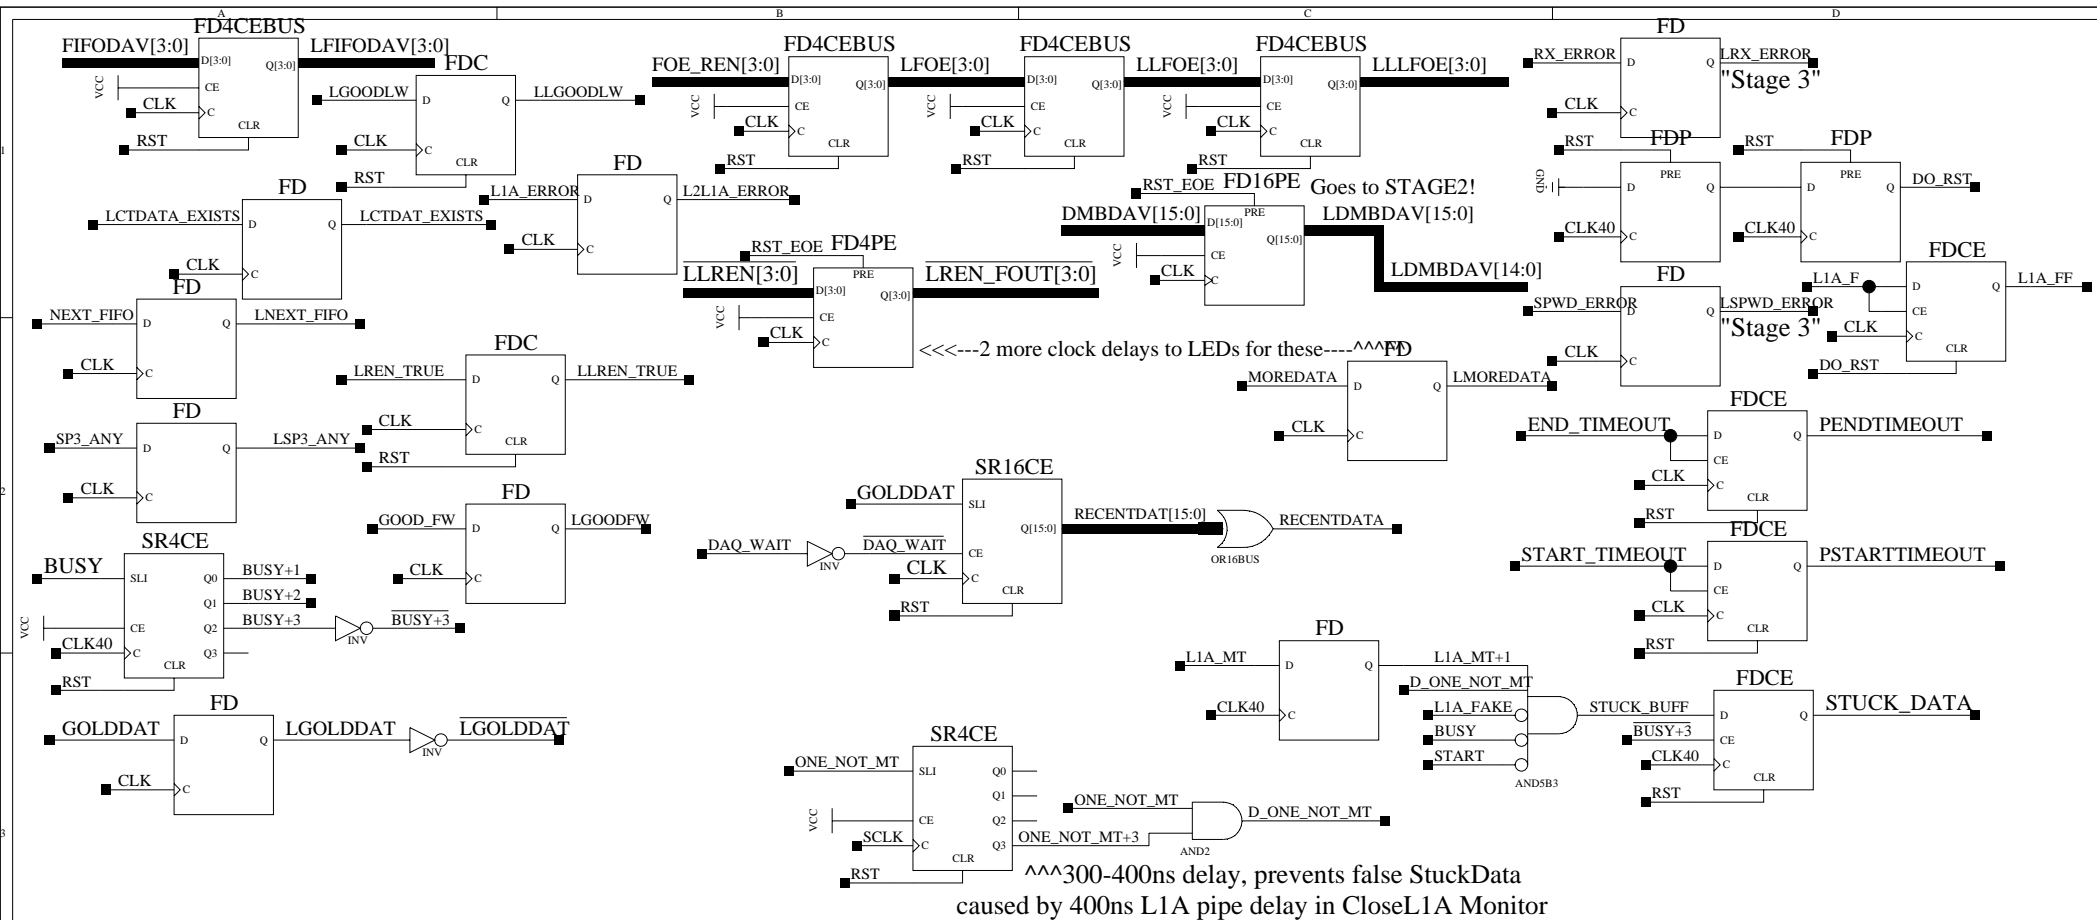 A
B
C
D
1
2
3
FD4CEBUS
FIFODAV[3:0]
LFIFODAV[3:0]
D[3:0]
Q[3:0]
VCC
CE
CLK
C
CLR
RST
FDC
LGOODLW
D
Q
LLGOODLW
CLK
C
CLR
RST
FD4CEBUS
FOE_REN[3:0]
D[3:0]
Q[3:0]
LFOE[3:0]
VCC
CE
CLK
C
CLR
RST
FD4CEBUS
D[3:0]
Q[3:0]
LLFOE[3:0]
VCC
CE
CLK
C
CLR
RST
FD4CEBUS
D[3:0]
Q[3:0]
LLLFOE[3:0]
VCC
CE
CLK
C
CLR
RST
FD
RX_ERROR
D
Q
LRX_ERROR
"Stage 3"
CLK
C
FDP
RST
PRE
GND
D
CLK40
C
FDP
RST
PRE
D
Q
DO_RST
CLK40
C
FD
LCTDATA_EXISTS
D
Q
LCTDAT_EXISTS
CLK
C
FD
L1A_ERROR
D
Q
L2L1A_ERROR
CLK
C
FD4PE
RST_EOE
PRE
LLREN[3:0]
D[3:0]
Q[3:0]
LREN_FOUT[3:0]
VCC
CE
CLK
C
FD16PE
RST_EOE
Goes to STAGE2!
PRE
DMBDAV[15:0]
D[15:0]
Q[15:0]
LDMBDAV[15:0]
LDMBDAV[14:0]
VCC
CE
CLK
C
FD
SPWD_ERROR
D
Q
LSPWD_ERROR
"Stage 3"
CLK
C
FDCE
L1A_F
D
Q
L1A_FF
CE
CLK
C
CLR
DO_RST
FD
NEXT_FIFO
D
Q
LNEXT_FIFO
CLK
C
<<<---2 more clock delays to LEDs for these----^^^^^
FD
MOREDATA
D
Q
LMOREDATA
CLK
C
FDC
LREN_TRUE
D
Q
LLREN_TRUE
CLK
C
CLR
RST
FD
SP3_ANY
D
Q
LSP3_ANY
CLK
C
FDCE
END_TIMEOUT
D
Q
PENDTIMEOUT
CE
CLK
C
CLR
RST
FD
GOOD_FW
D
Q
LGOODFW
CLK
C
SR16CE
GOLDDAT
SLI
Q[15:0]
RECENTDAT[15:0]
OR16BUS
RECENTDATA
DAQ_WAIT
INV
DAQ_WAIT
CE
CLK
C
CLR
RST
FDCE
START_TIMEOUT
D
Q
PSTARTTIMEOUT
CE
CLK
C
CLR
RST
SR4CE
BUSY
SLI
Q0
BUSY+1
Q1
BUSY+2
VCC
CE
Q2
BUSY+3
INV
BUSY+3
CLK40
C
Q3
CLR
RST
FD
GOLDDAT
D
Q
LGOLDDAT
INV
LGOLDDAT
CLK
C
FD
L1A_MT
D
Q
L1A_MT+1
CLK40
C
D_ONE_NOT_MT
L1A_FAKE
BUSY
START
AND5B3
STUCK_BUFF
FDCE
D
Q
STUCK_DATA
BUSY+3
CE
CLK40
C
CLR
RST
SR4CE
ONE_NOT_MT
SLI
Q0
Q1
VCC
CE
Q2
SCLK
C
Q3
ONE_NOT_MT+3
CLR
RST
ONE_NOT_MT
AND2
D_ONE_NOT_MT
^^^300-400ns delay, prevents false StuckData
caused by 400ns L1A pipe delay in CloseL1A Monitor